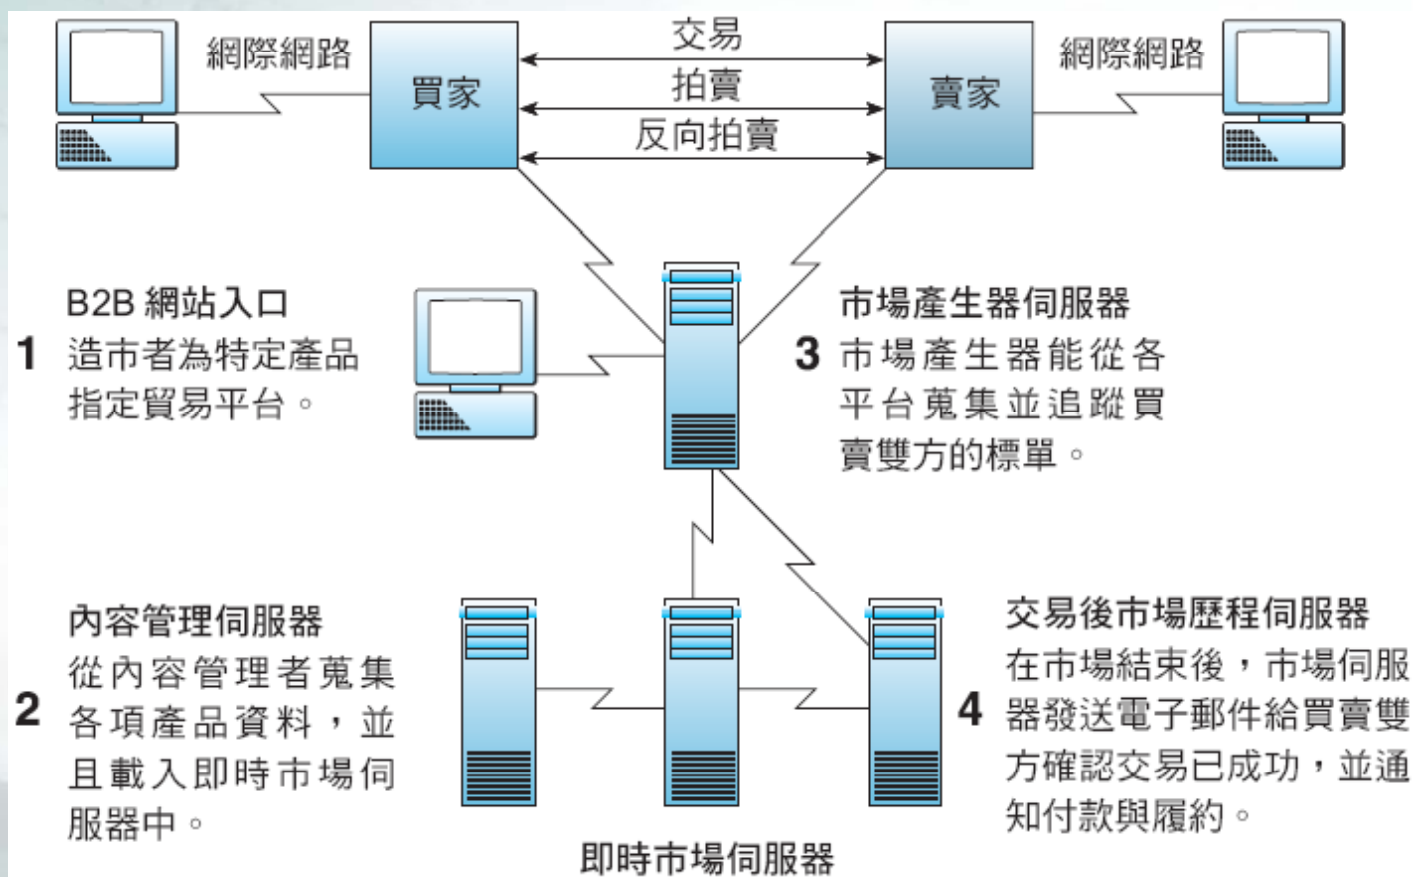 網際網路
買家
交易
拍賣
反向拍賣
賣家
網際網路
1
B2B 網站入口
造市者為特定產品
指定貿易平台。
3
市場產生器伺服器
市場產生器能從各
平台蒐集並追蹤買
賣雙方的標單。
2
內容管理伺服器
從內容管理者蒐集
各項產品資料，並
且載入即時市場伺
服器中。
4
交易後市場歷程伺服器
在市場結束後，市場伺服
器發送電子郵件給買賣雙
方確認交易已成功，並通
知付款與履約。
即時市場伺服器